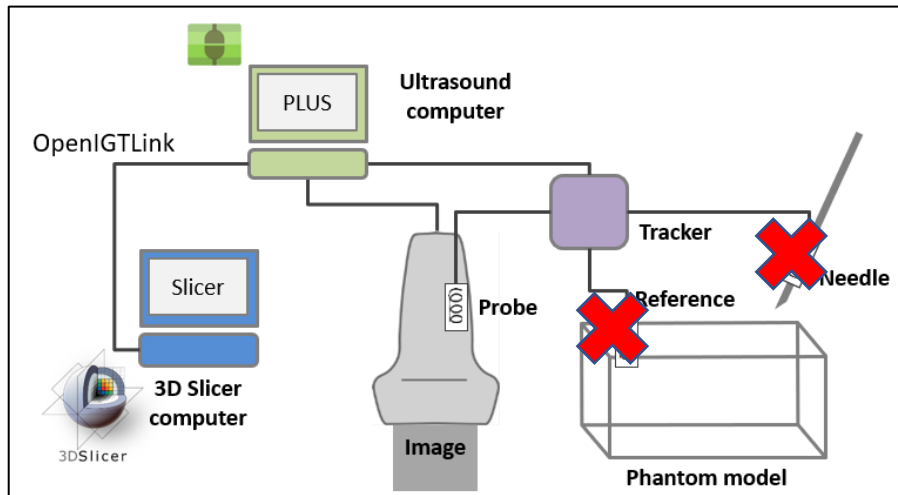 PLUS
Ultrasound
computer
OpenIGTLink
Tracker
Needle
Slicer
Probe
Reference
3D Slicer
computer
3DSlicer
Image
Phantom model